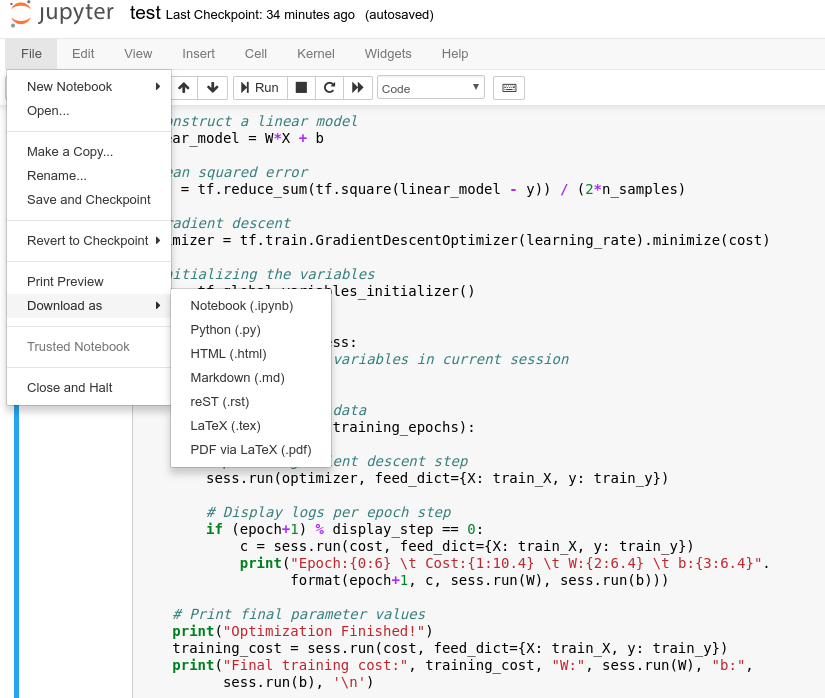 jupyter test Last Checkpoint: 34 minutes ago (autosaved)
File Edit View Insert Cell Kernel Widgets Help
Run Code
New Notebook
Open...
Make a Copy...
Rename...
Save and Checkpoint
Revert to Checkpoint
Print Preview
Download as
Trusted Notebook
Close and Halt
Notebook (.ipynb)
Python (.py)
HTML (.html)
Markdown (.md)
reST (.rst)
LaTeX (.tex)
PDF via LaTeX (.pdf)
onstruct a linear model
ear_model = W*X + b
ean squared error
= tf.reduce_sum(tf.square(linear_model - y)) / (2*n_samples)
radient descent
imizer = tf.train.GradientDescentOptimizer(learning_rate).minimize(cost)
nitializing the variables
tf.global_variables_initializer()
ess:
variables in current session
data
training_epochs):
ent descent step
sess.run(optimizer, feed_dict={X: train_X, y: train_y})
# Display logs per epoch step
if (epoch+1) % display_step == 0:
c = sess.run(cost, feed_dict={X: train_X, y: train_y})
print("Epoch:{0:6} \t Cost:{1:10.4} \t W:{2:6.4} \t b:{3:6.4}".
format(epoch+1, c, sess.run(W), sess.run(b)))
# Print final parameter values
print("Optimization Finished!")
training_cost = sess.run(cost, feed_dict={X: train_X, y: train_y})
print("Final training cost:", training_cost, "W:", sess.run(W), "b:",
sess.run(b), '\n')